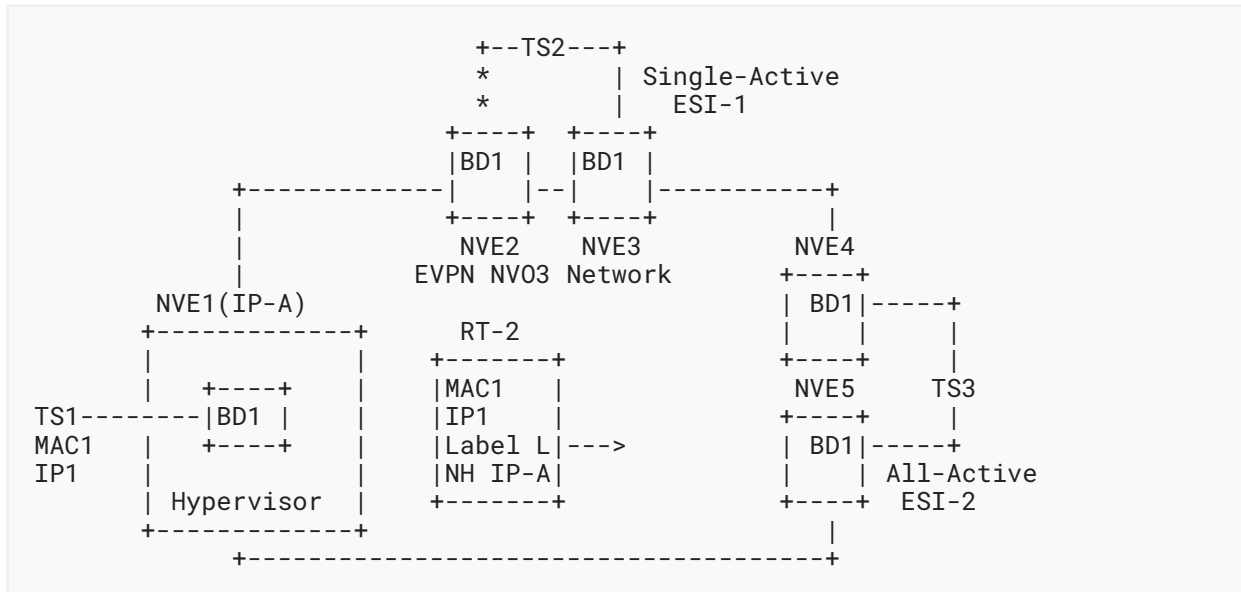 +--TS2---+
* | Single-Active
* | ESI-1
+----+ +----+
|BD1 | |BD1 |
+-------------| |--| |-----------+
| +----+ +----+ |
| NVE2 NVE3 NVE4
| EVPN NVO3 Network +----+
NVE1(IP-A) | BD1|-----+
+-------------+ RT-2 | | |
| | +-------+ +----+ |
| +----+ | |MAC1 | NVE5 TS3
TS1--------|BD1 | | |IP1 | +----+ |
MAC1 | +----+ | |Label L|---> | BD1|-----+
IP1 | | |NH IP-A| | | All-Active
| Hypervisor | +-------+ +----+ ESI-2
+-------------+ |
+--------------------------------------+